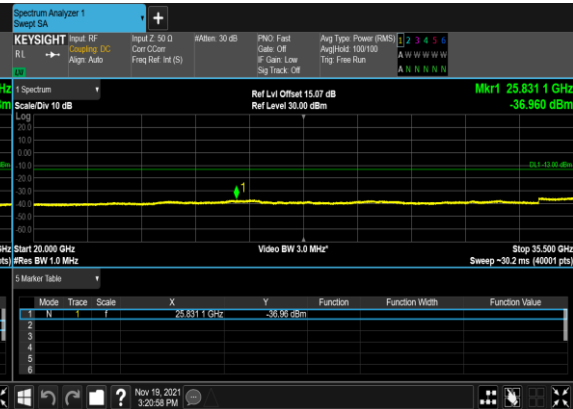 Spectrum Analyzer 1
Swept SA
+
KEYSIGHT Input: RF Input Z: 50 Ω #Atten: 30 dB PNO: Fast Avg Type: Power (RMS) 1 2 3 4 5 6
RL Coupling: DC Corr CCorr Gate: Off Avg|Hold: 100/100 A W W W W W
Align: Auto Freq Ref: Int (S) IF Gain: Low Trig: Free Run
Sig Track: Off A N N N N N
LXI
Hz 1 Spectrum Ref Lvl Offset 15.07 dB Mkr1 25.831 1 GHz
Bm Scale/Div 10 dB Ref Level 30.00 dBm -36.960 dBm
Log
20.0
10.0
0.00
dBm -10.0 DL1 -13.00 dBm
-20.0
-30.0 1
-40.0
-50.0
-60.0
GHz Start 20.000 GHz Video BW 3.0 MHz* Stop 35.500 GHz
pts) #Res BW 1.0 MHz Sweep ~30.2 ms (40001 pts)
5 Marker Table
Mode Trace Scale X Y Function Function Width Function Value
1 N 1 f 25.831 1 GHz -36.96 dBm
2
3
4
5
6
? Nov 19, 2021
3:20:58 PM